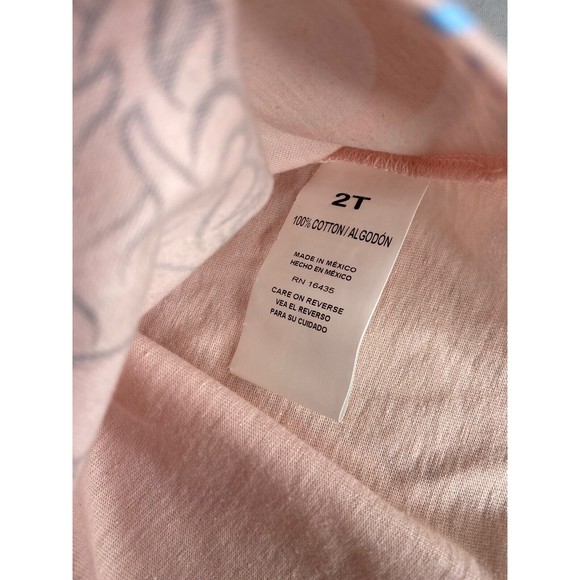 2T
100% COTTON/ALGODÓN
MADE IN MÉXICO
HECHO EN MÉXICO
RN 16435
CARE ON REVERSE
VEA EL REVERSO
PARA SU CUIDADO